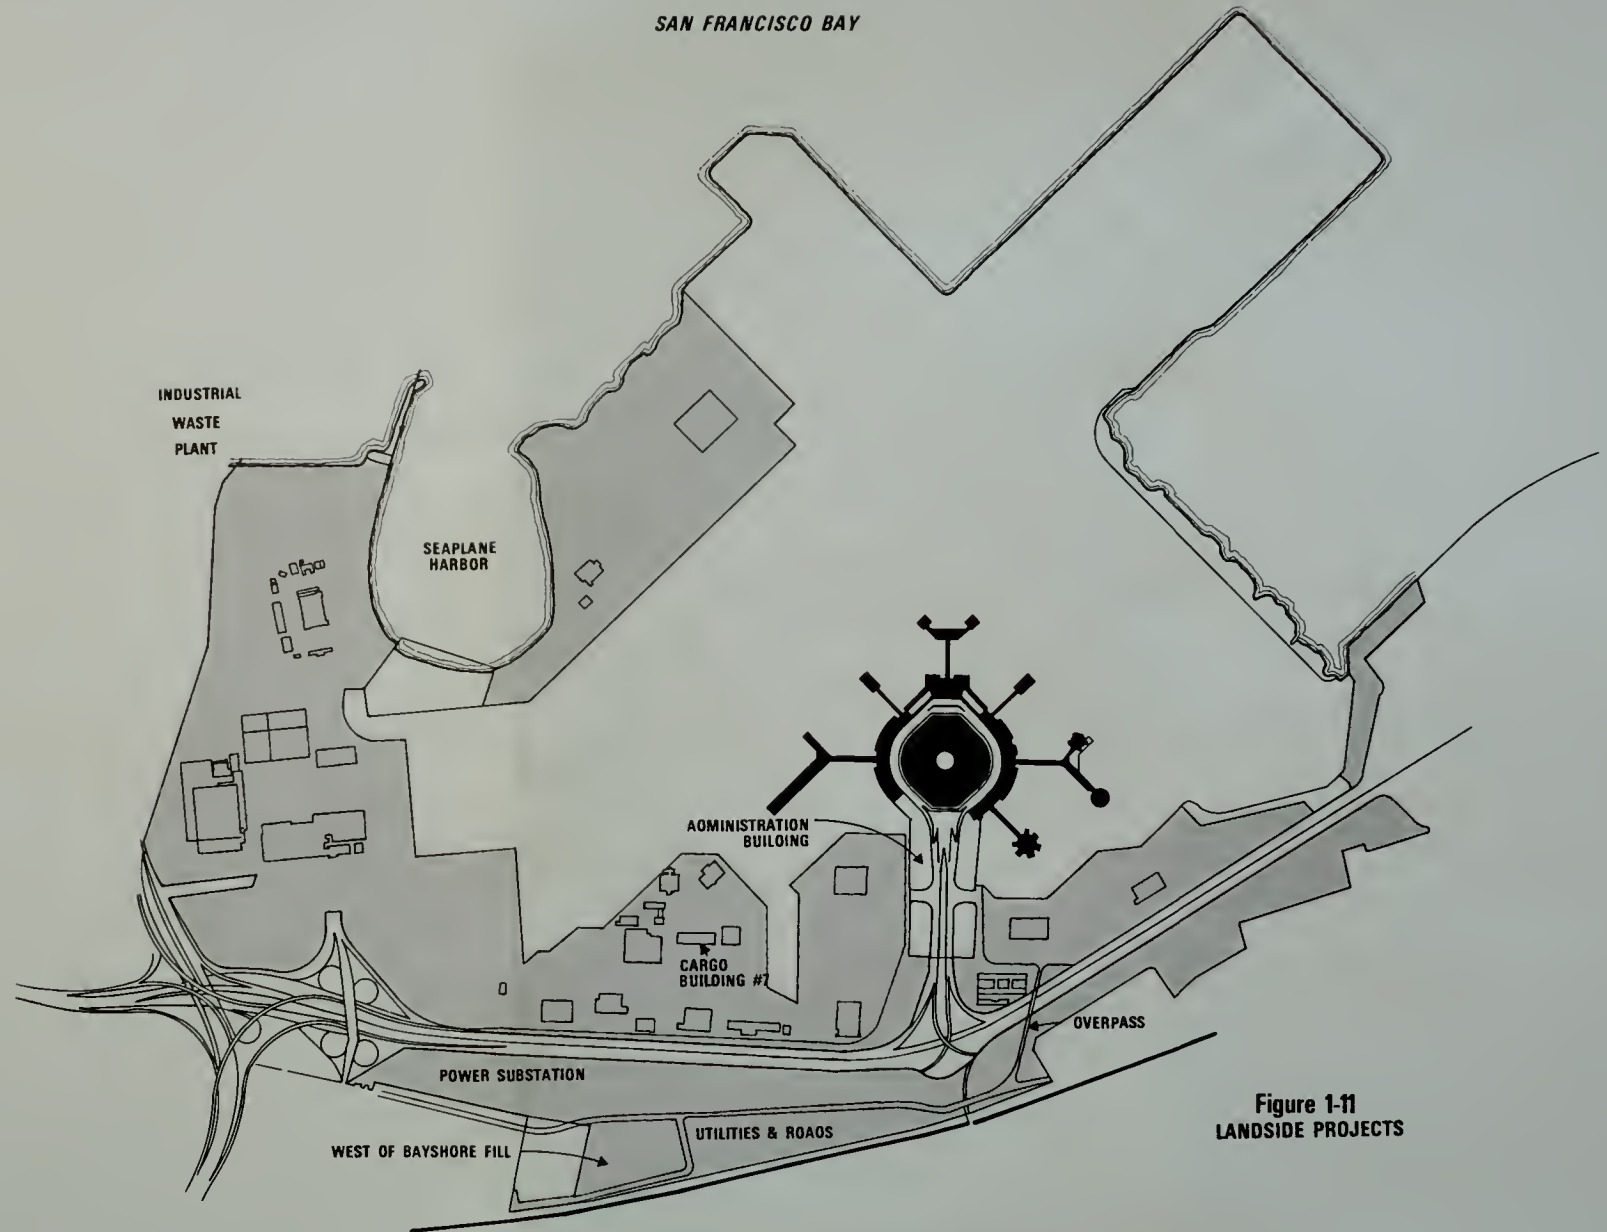 SAN FRANCISCO BAY
INDUSTRIAL
WASTE
PLANT
SEAPLANE
HARBOR
AOMINISTRATION
BUILDING
CARGO
BUILDING #7
OVERPASS
POWER SUBSTATION
UTILITIES & ROAOS
WEST OF BAYSHORE FILL
Figure 1-11
LANDSIDE PROJECTS